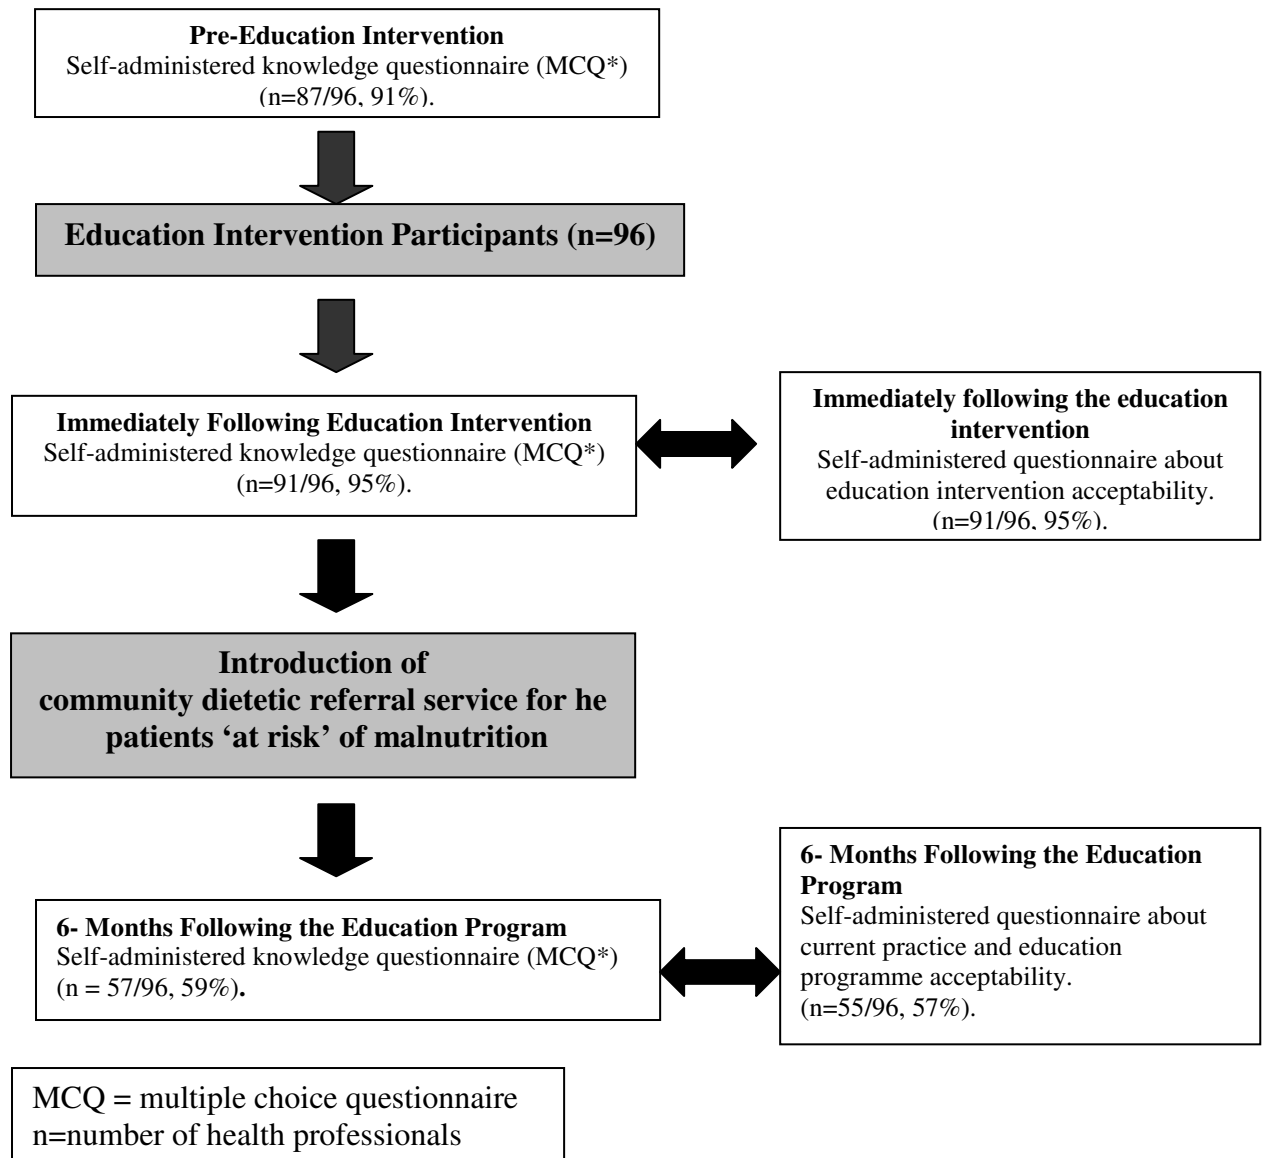 Pre-Education Intervention
Self-administered knowledge questionnaire (MCQ*)
(n=87/96, 91%).
Education Intervention Participants (n=96)
Immediately Following Education Intervention
Self-administered knowledge questionnaire (MCQ*)
(n=91/96, 95%).
Immediately following the education
intervention
Self-administered questionnaire about
education intervention acceptability.
(n=91/96, 95%).
Introduction of
community dietetic referral service for he
patients ‘at risk’ of malnutrition
6- Months Following the Education Program
Self-administered knowledge questionnaire (MCQ*)
(n = 57/96, 59%).
6- Months Following the Education
Program
Self-administered questionnaire about
current practice and education
programme acceptability.
(n=55/96, 57%).
MCQ = multiple choice questionnaire
n=number of health professionals